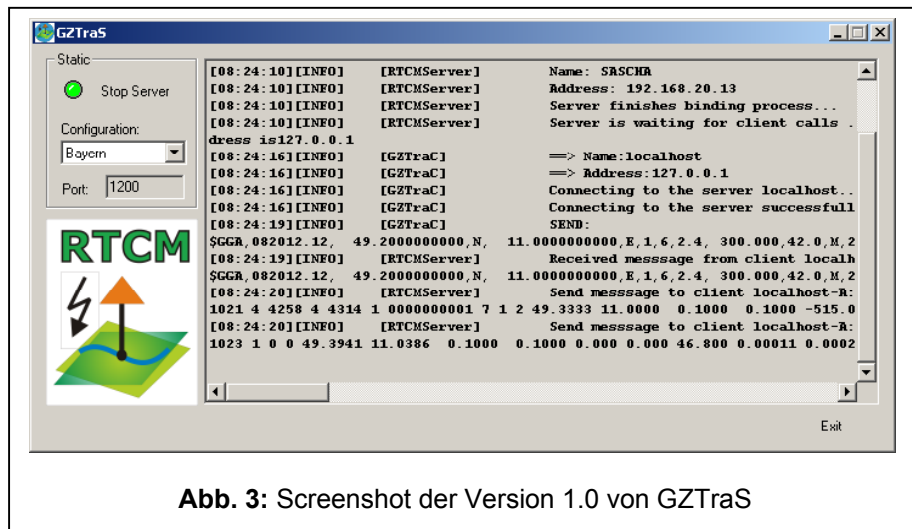 GZTraS
Static
Stop Server
Configuration:
Bayern
Port: 1200
RTCM
[08:24:10][INFO] [RTCMServer] Name: SASCHA
[08:24:10][INFO] [RTCMServer] Address: 192.168.20.13
[08:24:10][INFO] [RTCMServer] Server finishes binding process...
[08:24:10][INFO] [RTCMServer] Server is waiting for client calls .
dress is127.0.0.1
[08:24:16][INFO] [GZTraC] ==> Name:localhost
[08:24:16][INFO] [GZTraC] ==> Address:127.0.0.1
[08:24:16][INFO] [GZTraC] Connecting to the server localhost..
[08:24:16][INFO] [GZTraC] Connecting to the server successfull
[08:24:19][INFO] [GZTraC] SEND:
$GGA,082012.12, 49.2000000000,N, 11.0000000000,E,1,6,2.4, 300.000,42.0,M,2
[08:24:19][INFO] [RTCMServer] Received messsage from client localh
$GGA,082012.12, 49.2000000000,N, 11.0000000000,E,1,6,2.4, 300.000,42.0,M,2
[08:24:20][INFO] [RTCMServer] Send messsage to client localhost-A:
1021 4 4258 4 4314 1 0000000001 7 1 2 49.3333 11.0000 0.1000 0.1000 -515.0
[08:24:20][INFO] [RTCMServer] Send messsage to client localhost-A:
1023 1 0 0 49.3941 11.0386 0.1000 0.1000 0.000 0.000 46.800 0.00011 0.0002
Exit
Abb. 3: Screenshot der Version 1.0 von GZTraS